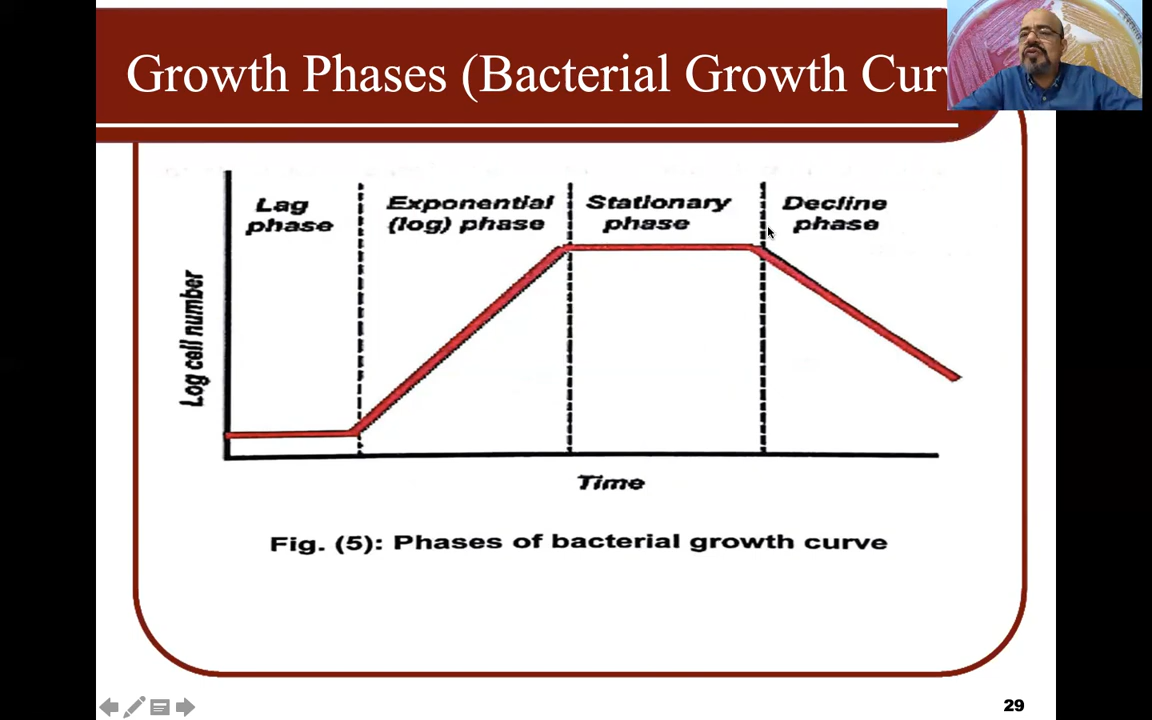 Growth Phases (Bacterial Growth Cur
Lag phase
Exponential (log) phase
Stationary phase
Decline phase
Log cell number
Time
Fig. (5): Phases of bacterial growth curve
29